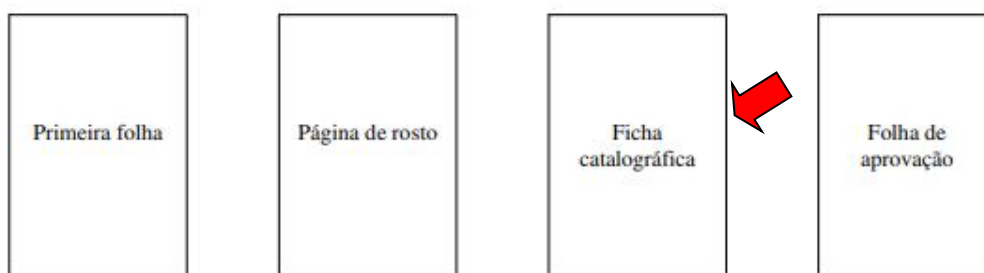 Primeira folha
Página de rosto
Ficha
catalográfica
Folha de
aprovação